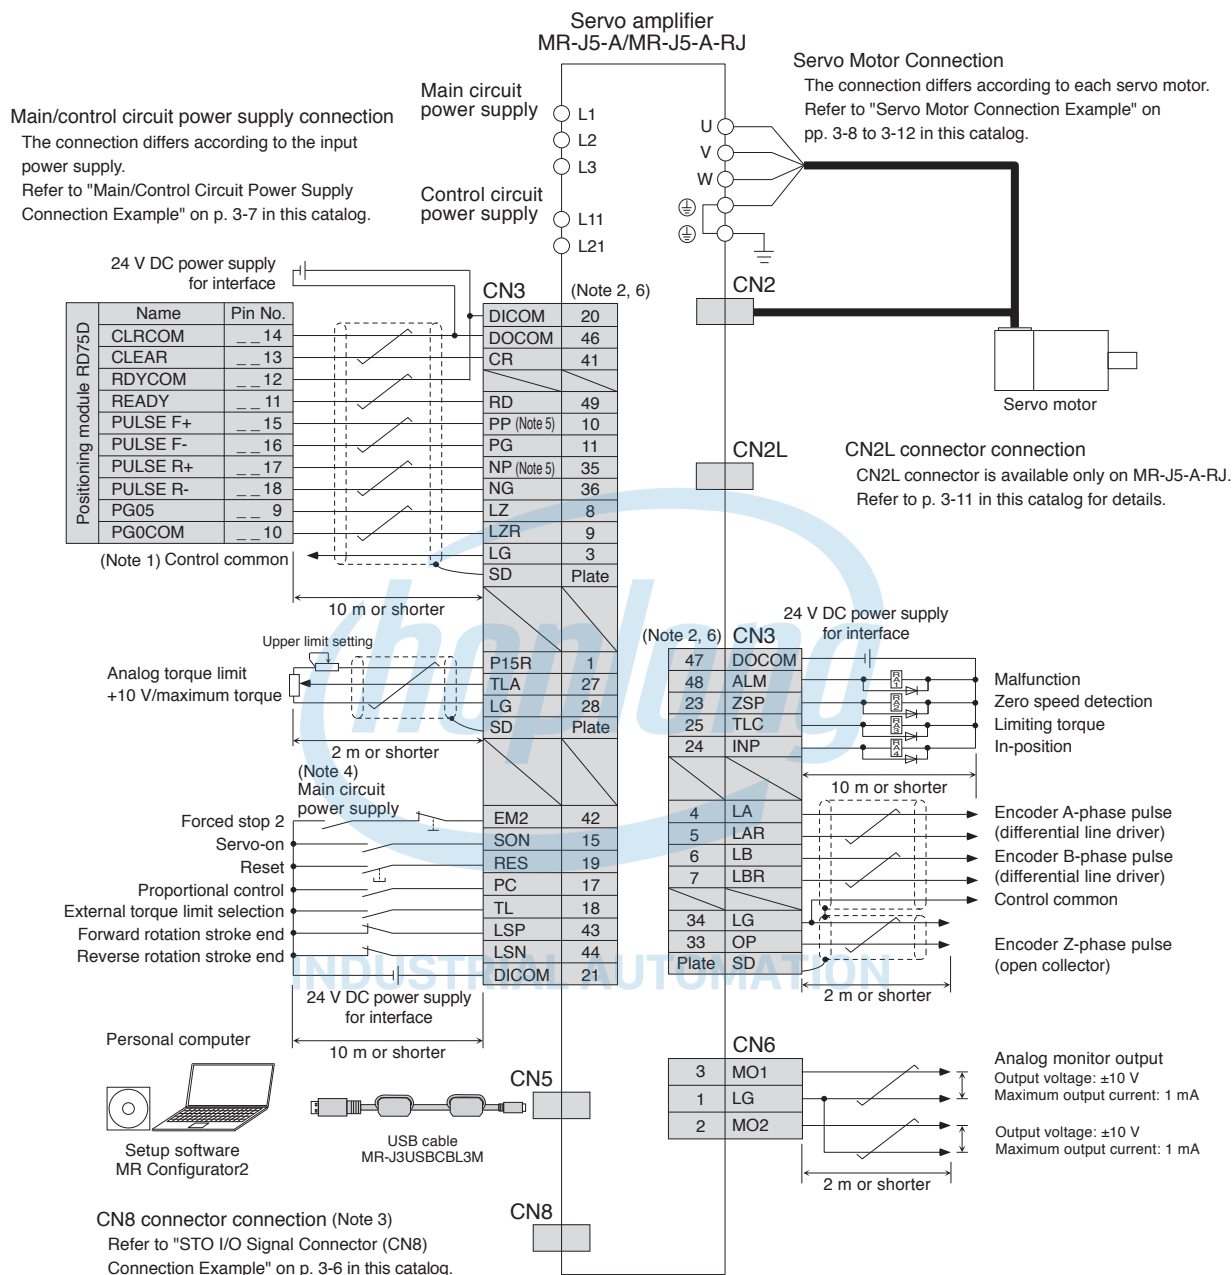 Servo amplifier
MR-J5-A/MR-J5-A-RJ
Main/control circuit power supply connection
The connection differs according to the input
power supply.
Refer to "Main/Control Circuit Power Supply
Connection Example" on p. 3-7 in this catalog.
Main circuit
power supply
L1
L2
L3
Control circuit
power supply
L11
L21
U
V
W
Servo Motor Connection
The connection differs according to each servo motor.
Refer to "Servo Motor Connection Example" on
pp. 3-8 to 3-12 in this catalog.
CN2
Servo motor
CN2L
CN2L connector connection
CN2L connector is available only on MR-J5-A-RJ.
Refer to p. 3-11 in this catalog for details.
24 V DC power supply
for interface
Positioning module RD75D
Name Pin No.
CLRCOM _ _ 14
CLEAR _ _ 13
RDYCOM _ _ 12
READY _ _ 11
PULSE F+ _ _ 15
PULSE F- _ _ 16
PULSE R+ _ _ 17
PULSE R- _ _ 18
PG05 _ _ 9
PG0COM _ _ 10
(Note 1) Control common
10 m or shorter
CN3 (Note 2, 6)
DICOM 20
DOCOM 46
CR 41
RD 49
PP (Note 5) 10
PG 11
NP (Note 5) 35
NG 36
LZ 8
LZR 9
LG 3
SD Plate
Upper limit setting
Analog torque limit
+10 V/maximum torque
2 m or shorter
P15R 1
TLA 27
LG 28
SD Plate
(Note 4)
Main circuit
power supply
Forced stop 2 EM2 42
Servo-on SON 15
Reset RES 19
Proportional control PC 17
External torque limit selection TL 18
Forward rotation stroke end LSP 43
Reverse rotation stroke end LSN 44
DICOM 21
24 V DC power supply
for interface
10 m or shorter
hoplong
INDUSTRIAL AUTOMATION
24 V DC power supply
for interface
(Note 2, 6) CN3
47 DOCOM
48 ALM RA1 Malfunction
23 ZSP RA2 Zero speed detection
25 TLC RA3 Limiting torque
24 INP RA4 In-position
10 m or shorter
4 LA Encoder A-phase pulse
5 LAR (differential line driver)
6 LB Encoder B-phase pulse
7 LBR (differential line driver)
Control common
34 LG
33 OP Encoder Z-phase pulse
Plate SD (open collector)
2 m or shorter
Personal computer
Setup software
MR Configurator2
USB cable
MR-J3USBCBL3M
CN5
CN6
3 MO1
1 LG
2 MO2
Analog monitor output
Output voltage: ±10 V
Maximum output current: 1 mA
Output voltage: ±10 V
Maximum output current: 1 mA
2 m or shorter
CN8
CN8 connector connection (Note 3)
Refer to "STO I/O Signal Connector (CN8)
Connection Example" on p. 3-6 in this catalog.